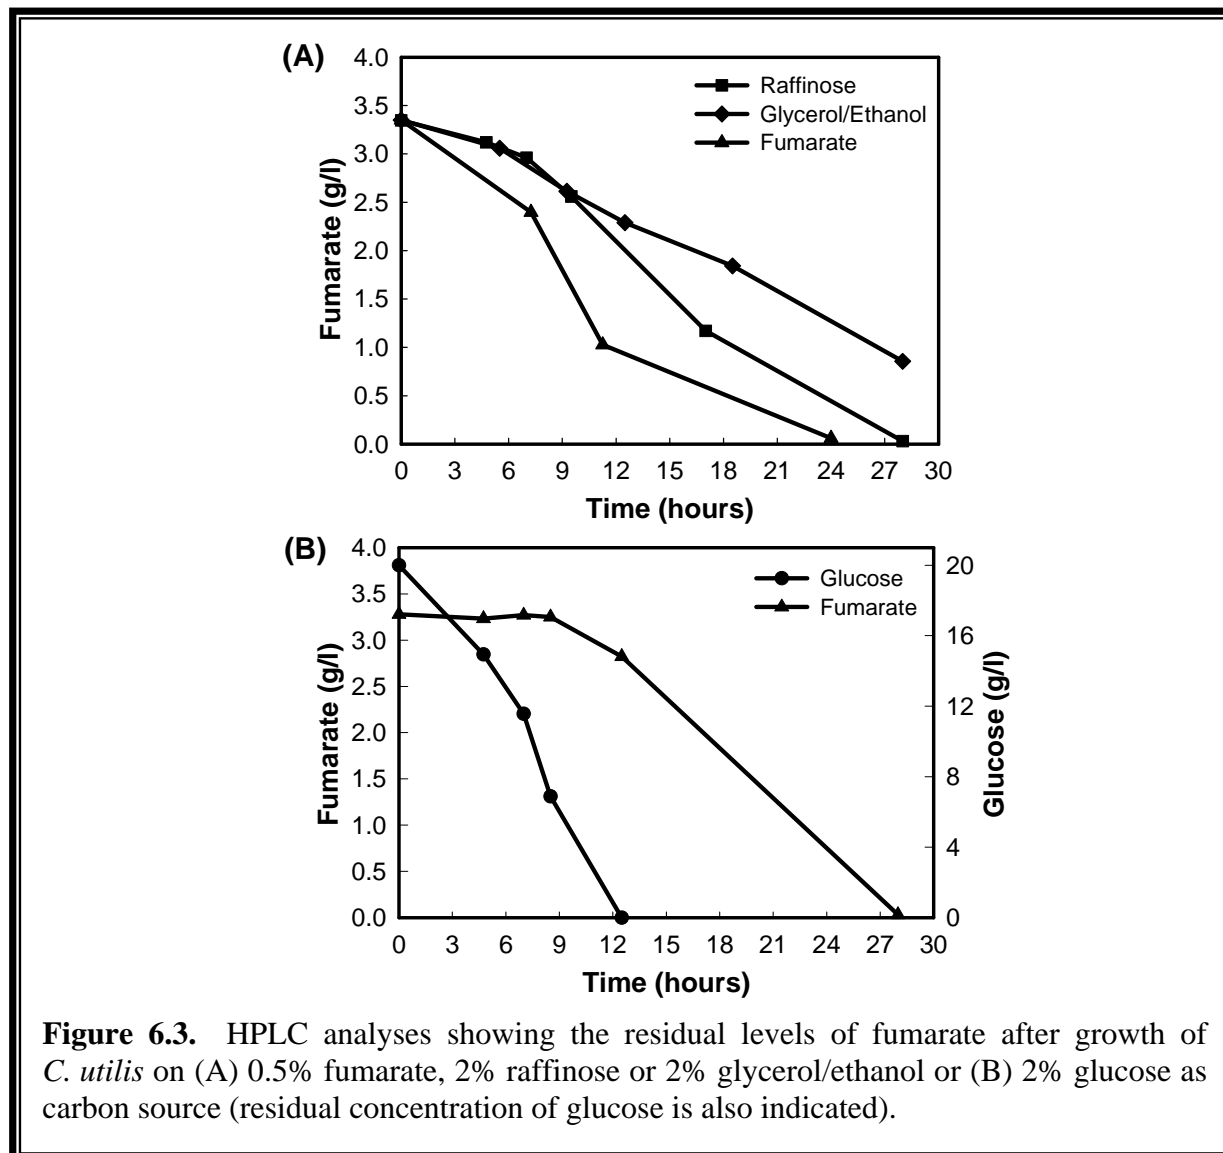 (A)
Raffinose
Glycerol/Ethanol
Fumarate
Fumarate (g/l)
4.0
3.5
3.0
2.5
2.0
1.5
1.0
0.5
0.0
0 3 6 9 12 15 18 21 24 27 30
Time (hours)
(B)
Glucose
Fumarate
Fumarate (g/l)
4.0
3.5
3.0
2.5
2.0
1.5
1.0
0.5
0.0
20
16
12
8
4
0
Glucose (g/l)
0 3 6 9 12 15 18 21 24 27 30
Time (hours)
Figure 6.3. HPLC analyses showing the residual levels of fumarate after growth of
C. utilis on (A) 0.5% fumarate, 2% raffinose or 2% glycerol/ethanol or (B) 2% glucose as
carbon source (residual concentration of glucose is also indicated).